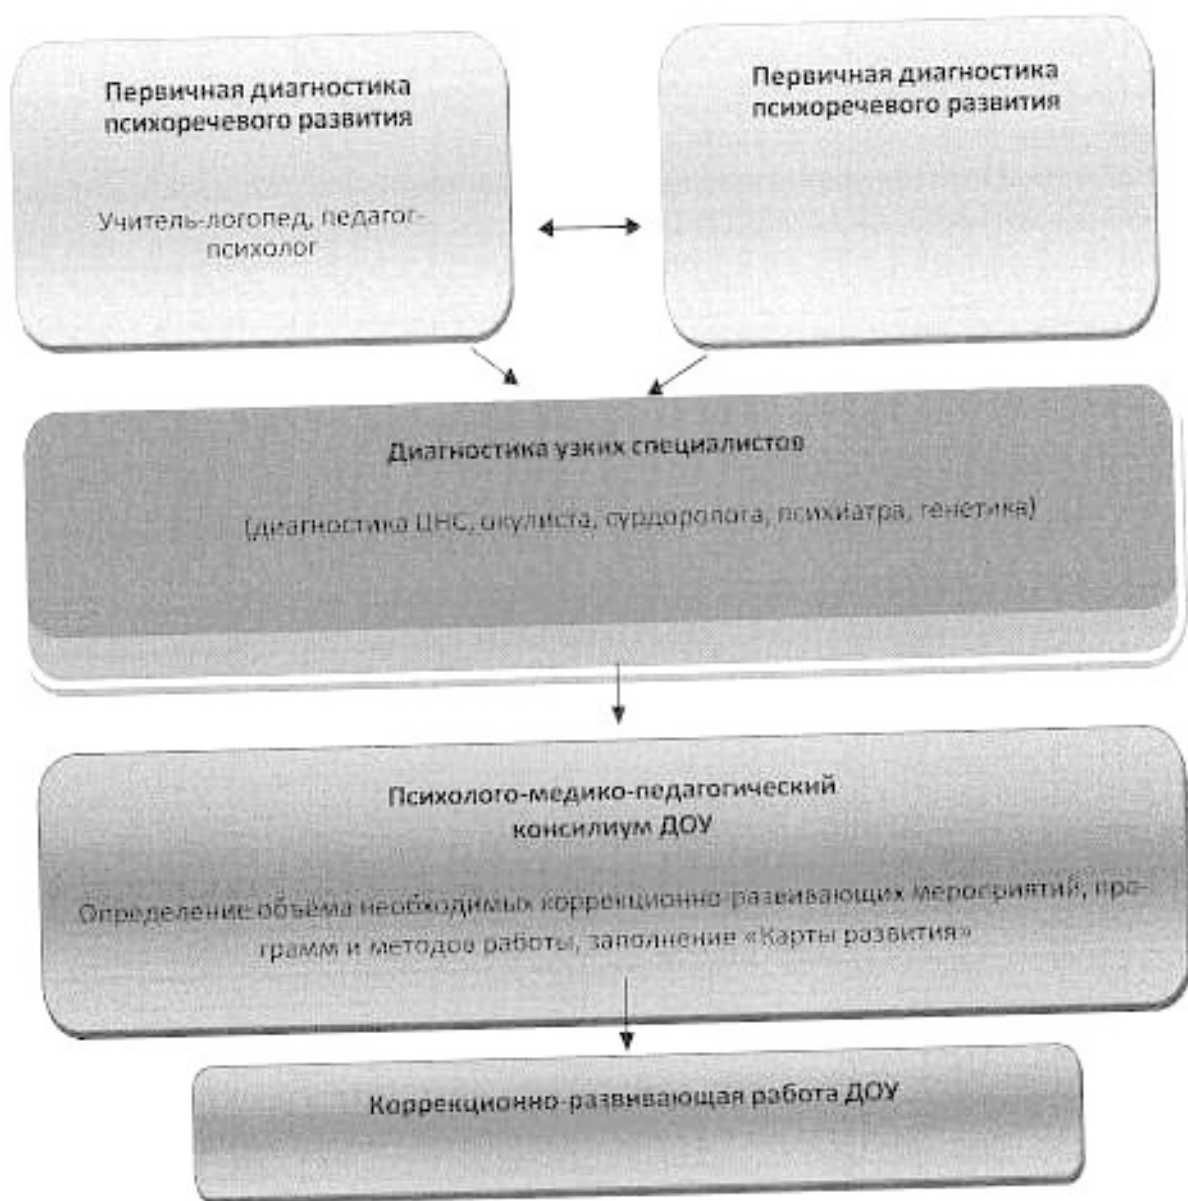 Первичная диагностика
психоречевого развития
Учитель-логопед, педагог-
психолог
Первичная диагностика
психоречевого развития
Диагностика узких специалистов
(диагностика ЦНС, окулиста, сурдоролога, психиатра, генетика)
Психолого-медико-педагогический
консилиум ДОУ
Определение объёма необходимых коррекционно-развивающих мероприятий, про-
грамм и методов работы, заполнение «Карты развития»
Коррекционно-развивающая работа ДОУ